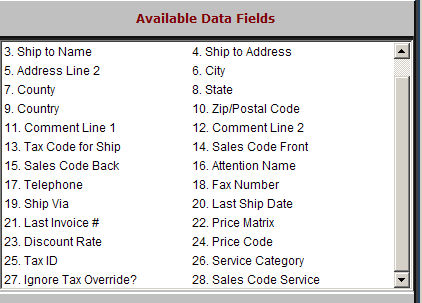 Available Data Fields
3. Ship to Name 4. Ship to Address
5. Address Line 2 6. City
7. County 8. State
9. Country 10. Zip/Postal Code
11. Comment Line 1 12. Comment Line 2
13. Tax Code for Ship 14. Sales Code Front
15. Sales Code Back 16. Attention Name
17. Telephone 18. Fax Number
19. Ship Via 20. Last Ship Date
21. Last Invoice # 22. Price Matrix
23. Discount Rate 24. Price Code
25. Tax ID 26. Service Category
27. Ignore Tax Override? 28. Sales Code Service